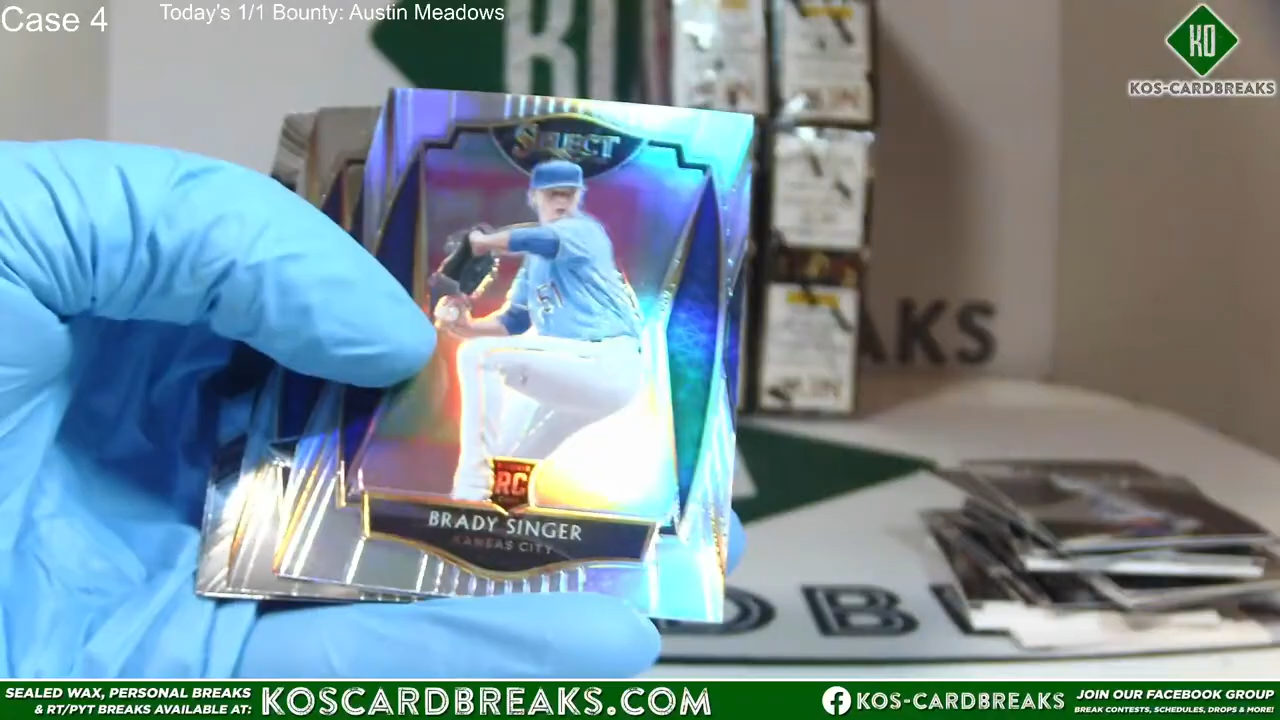 Case 4
Today's 1/1 Bounty: Austin Meadows
KO
KOS-CARDBREAKS
SELECT
51
RC
BRADY SINGER
KANSAS CITY
AKS
DB
SEALED WAX, PERSONAL BREAKS
& RT/PYT BREAKS AVAILABLE AT:
KOSCARDBREAKS.COM
KOS-CARDBREAKS
JOIN OUR FACEBOOK GROUP
BREAK CONTESTS, SCHEDULES, DROPS & MORE!